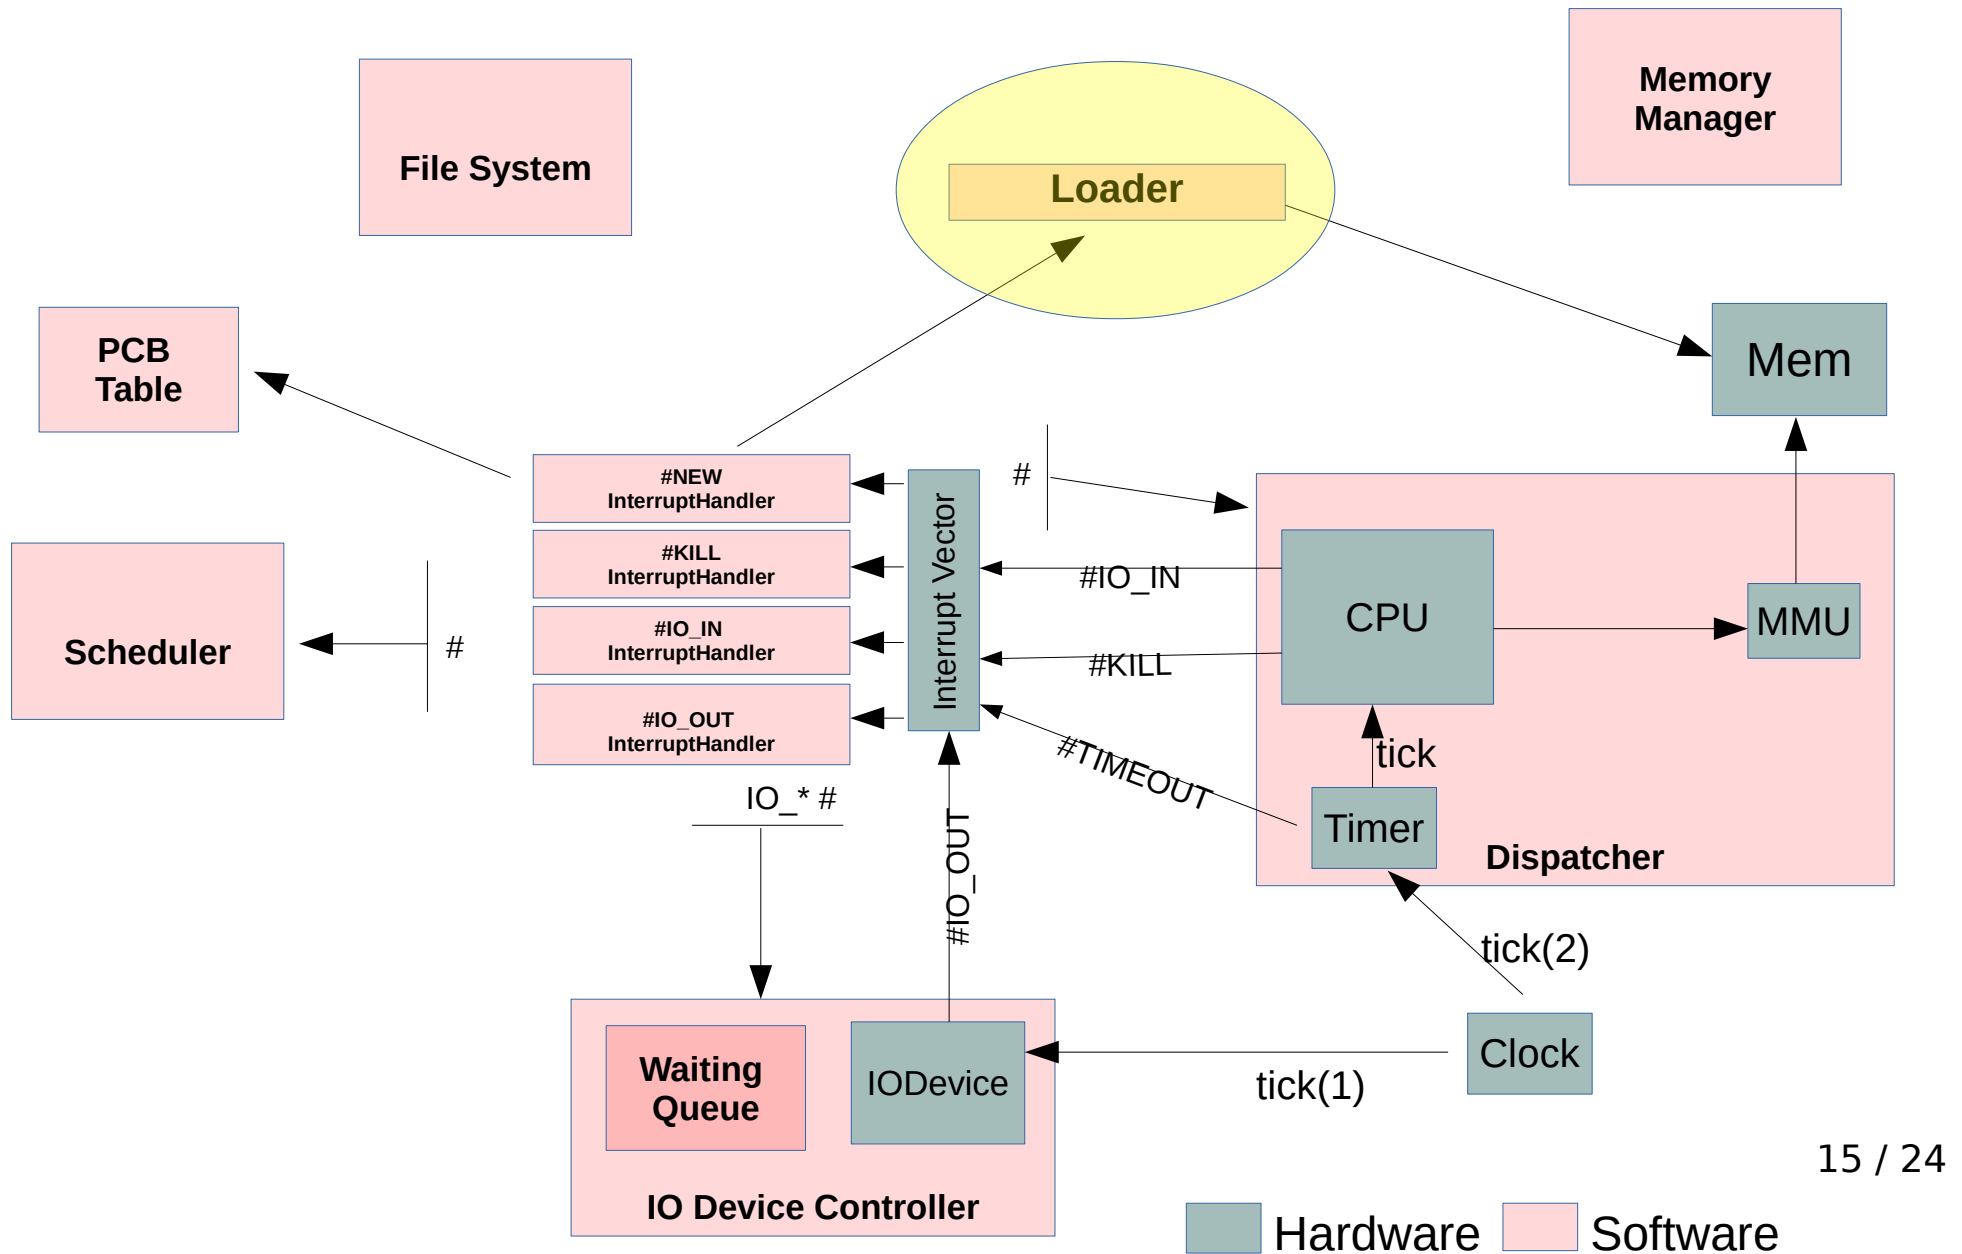 Memory
Manager
File System
Loader
PCB
Table
Mem
#NEW
InterruptHandler
#KILL
InterruptHandler
#IO_IN
InterruptHandler
#IO_OUT
InterruptHandler
Interrupt Vector
#
#IO_IN
#KILL
#TIMEOUT
CPU
MMU
tick
Timer
Dispatcher
Scheduler
#
IO_* #
#IO_OUT
tick(2)
Clock
tick(1)
Waiting
Queue
IODevice
IO Device Controller
15 / 24
Hardware
Software